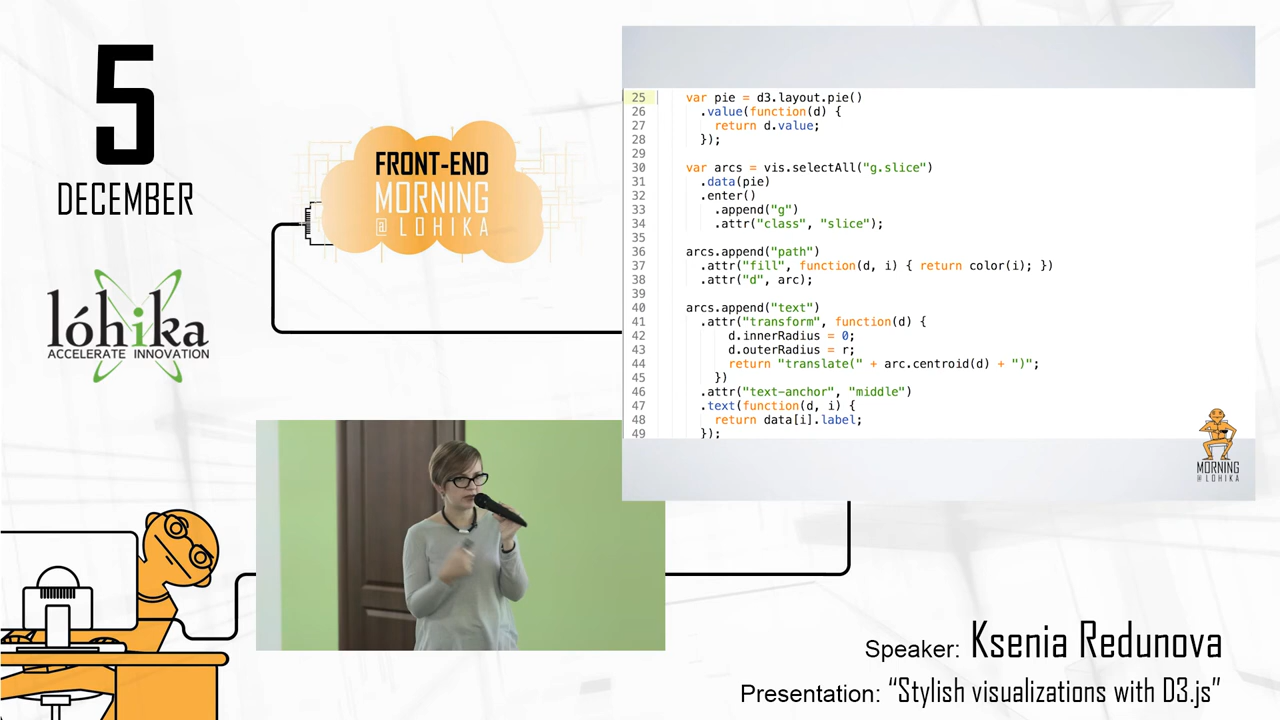 5
DECEMBER
lóhika
ACCELERATE INNOVATION
FRONT-END
MORNING
@ LOHIKA
25 var pie = d3.layout.pie()
26 .value(function(d) {
27 return d.value;
28 });
29
30 var arcs = vis.selectAll("g.slice")
31 .data(pie)
32 .enter()
33 .append("g")
34 .attr("class", "slice");
35
36 arcs.append("path")
37 .attr("fill", function(d, i) { return color(i); })
38 .attr("d", arc);
39
40 arcs.append("text")
41 .attr("transform", function(d) {
42 d.innerRadius = 0;
43 d.outerRadius = r;
44 return "translate(" + arc.centroid(d) + ")";
45 })
46 .attr("text-anchor", "middle")
47 .text(function(d, i) {
48 return data[i].label;
49 });
MORNING
@ LOHIKA
Speaker: Ksenia Redunova
Presentation: “Stylish visualizations with D3.js”